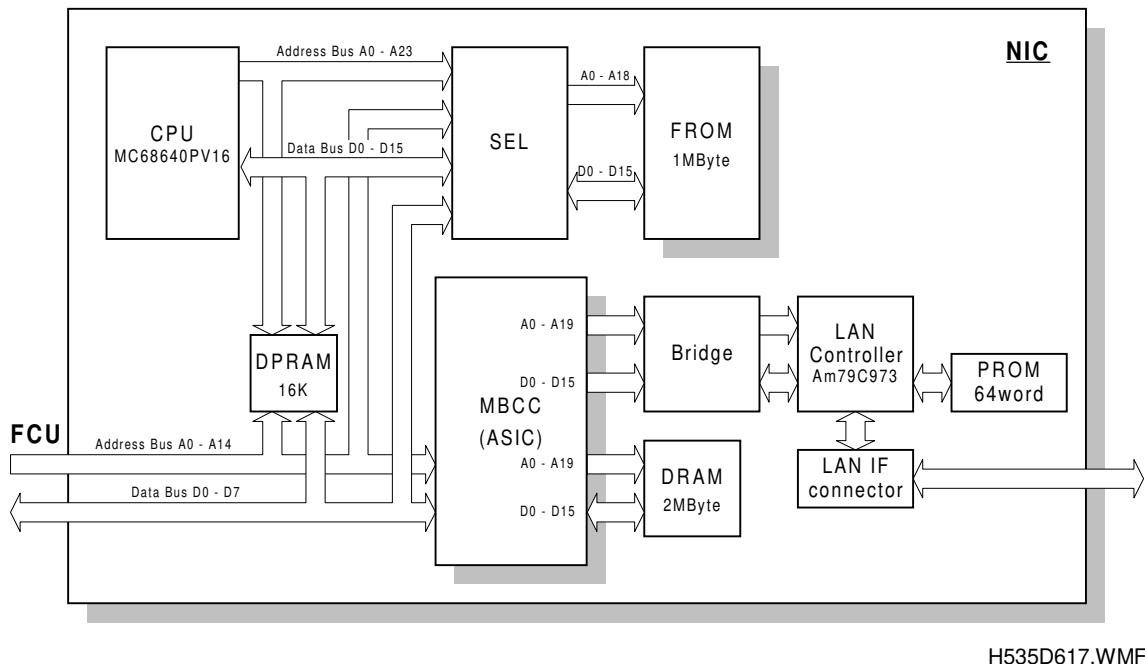 Address Bus A0 - A23
NIC
CPU
MC68640PV16
SEL
A0 - A18
FROM
1MByte
Data Bus D0 - D15
D0 - D15
A0 - A19
D0 - D15
MBCC
(ASIC)
A0 - A19
D0 - D15
Bridge
LAN
Controller
Am79C973
PROM
64word
DPRAM
16K
FCU
Address Bus A0 - A14
Data Bus D0 - D7
DRAM
2MByte
LAN IF
connector
H535D617.WMF